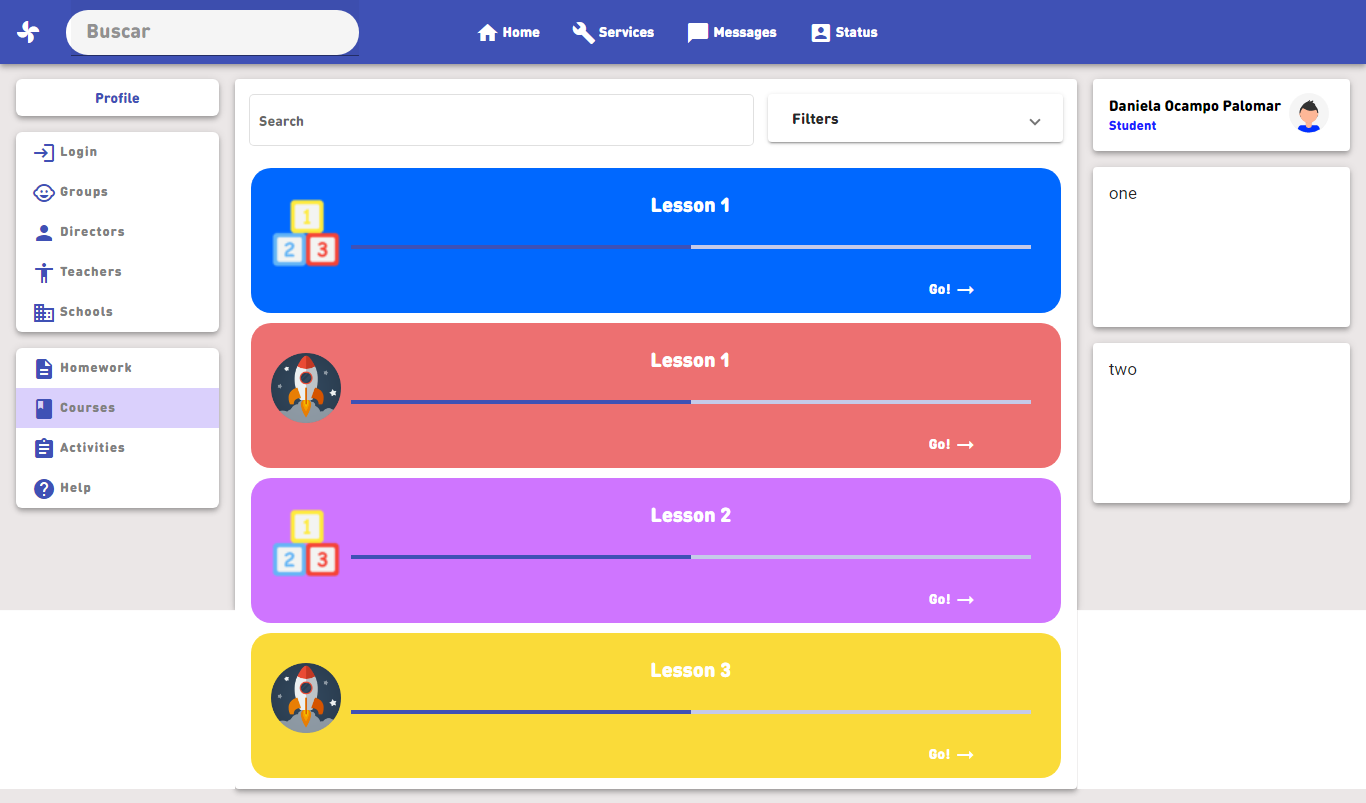 Buscar
Home
Services
Messages
Status
Profile
Login
Groups
Directors
Teachers
Schools
Homework
Courses
Activities
Help
Search
Filters
1
2 3
Lesson 1
Go!
Lesson 1
Go!
1
2 3
Lesson 2
Go!
Lesson 3
Go!
Daniela Ocampo Palomar
Student
one
two